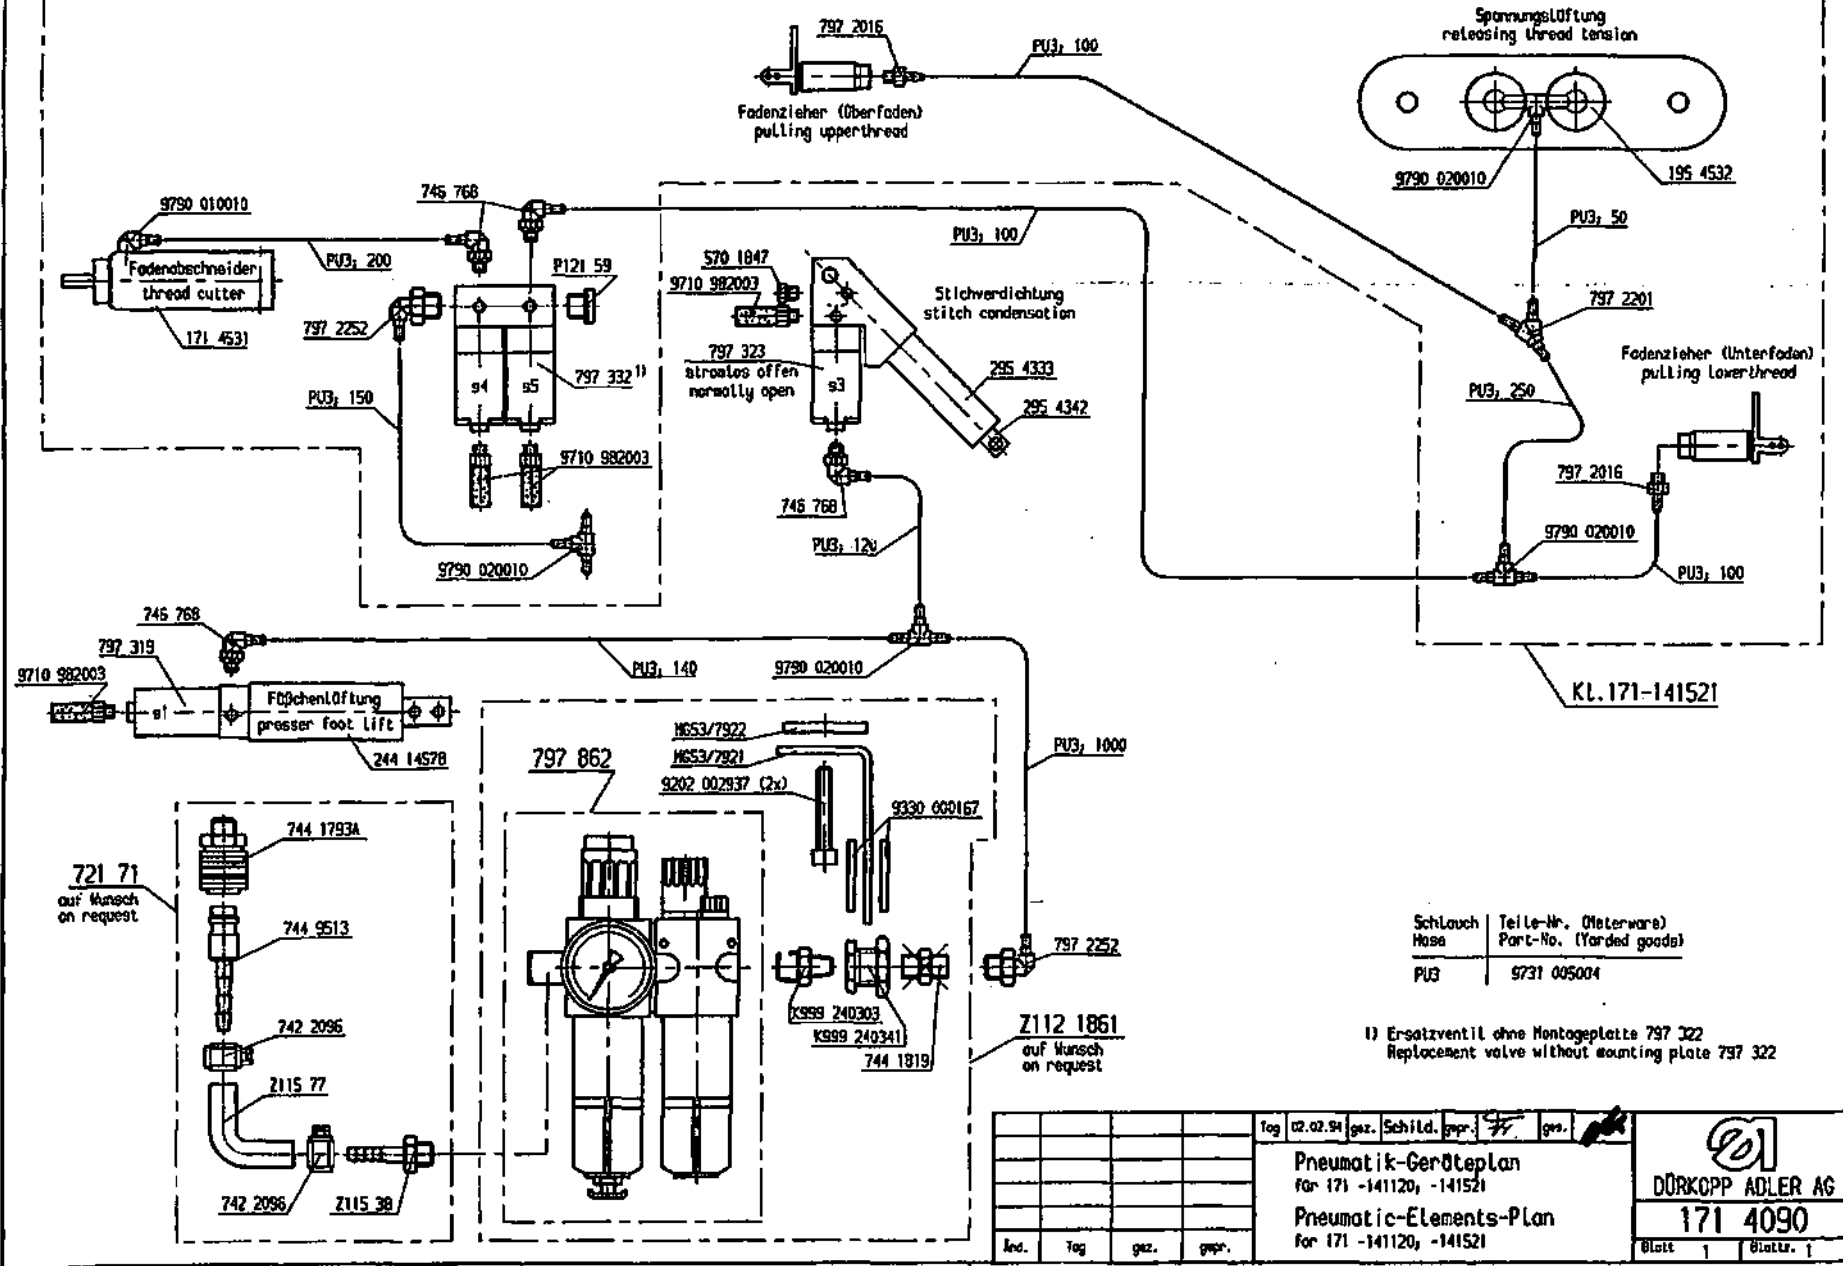 Spannungslüftung
releasing thread tension
797 2016
PU3; 100
Fadenzieher (Oberfaden)
pulling upperthread
9790 020010
195 4532
PU3; 50
746 768
9790 010010
PU3; 200
PU3; 100
Fadenabschneider
thread cutter
171 4531
P121 59
797 2252
S70 1847
9710 982003
Stichverdichtung
stitch condensation
797 2201
797 323
stromlos offen
normally open
s4
s5
797 332 1)
s3
295 4333
295 4342
Fadenzieher (Unterfaden)
pulling lowerthread
PU3; 150
PU3; 250
9710 982003
797 2016
746 768
PU3; 120
9790 020010
9790 020010
PU3; 100
746 768
797 319
9710 982003
s1
Füßchenlüftung
presser foot lift
244 14578
PU3; 140
9790 020010
KL.171-141521
PU3; 1000
797 862
MG53/7922
MG53/7921
9202 002937 (2x)
9330 000167
721 71
auf Wunsch
on request
744 1793A
744 9513
742 2096
Z115 77
742 2096
Z115 38
797 2252
K999 240303
K999 240341
744 1819
Z112 1861
auf Wunsch
on request
Schlauch Teile-Nr. (Meterware)
Hose Part-No. (Yarded goods)
PU3 9731 005004
1) Ersatzventil ohne Montageplatte 797 322
Replacement valve without mounting plate 797 322
Tag 02.02.94 gez. Schild. gepr. ges.
Pneumatik-Geräteplan
für 171 -141120; -141521
Pneumatic-Elements-Plan
for 171 -141120; -141521
DÜRKOPP ADLER AG
171 4090
Änd. Tag gez. gepr.
Blatt 1 Blattz. 1